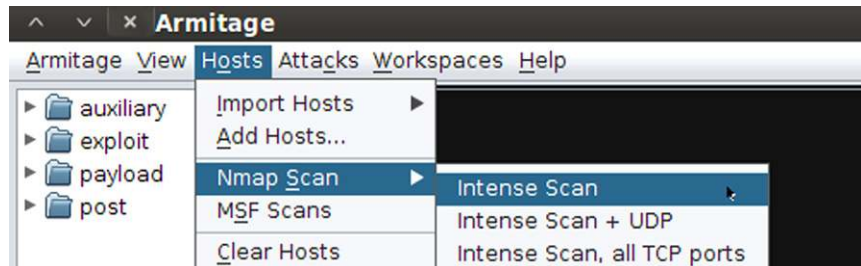 Armitage
Armitage View Hosts Attacks Workspaces Help
auxiliary
exploit
payload
post
Import Hosts
Add Hosts...
Nmap Scan
MSF Scans
Clear Hosts
Intense Scan
Intense Scan + UDP
Intense Scan, all TCP ports